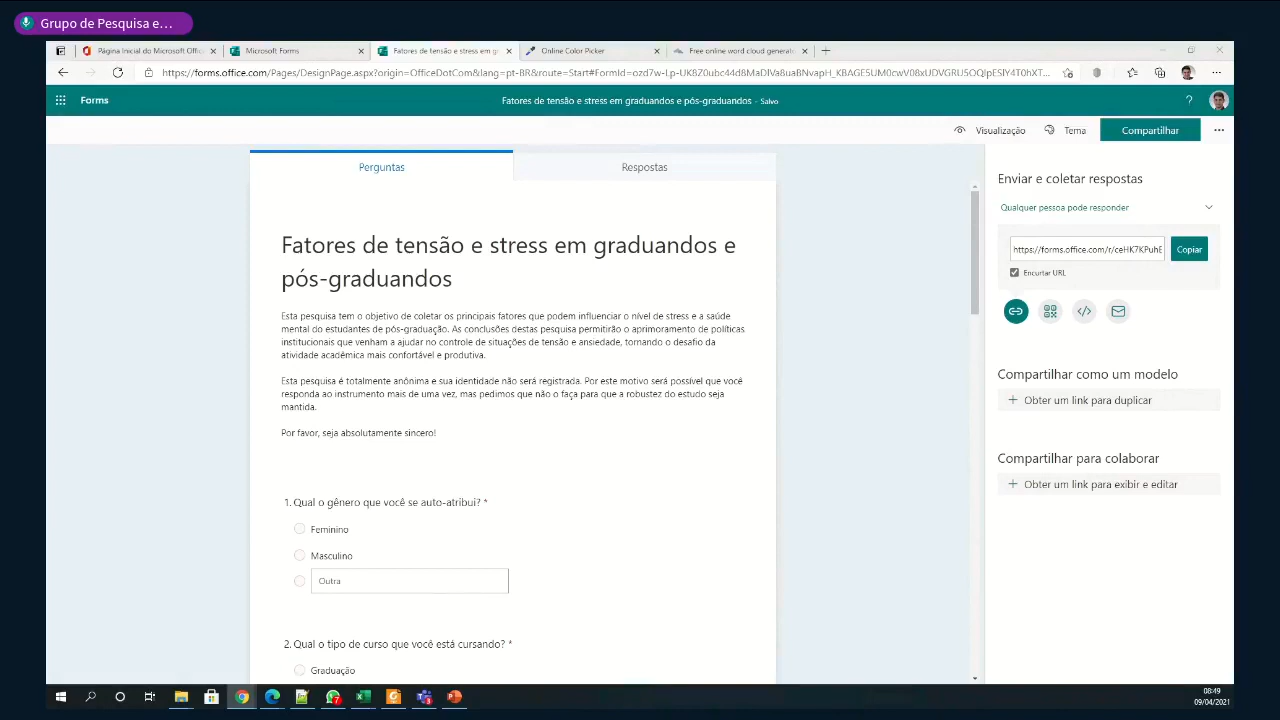 Grupo de Pesquisa e...
Página Inicial do Microsoft Offic
Microsoft Forms
Fatores de tensão e stress em gr
Online Color Picker
Free online word cloud generato
Forms
Fatores de tensão e stress em graduandos e pós-graduandos - Salvo
?
Visualização
Tema
Compartilhar
Perguntas
Respostas
Fatores de tensão e stress em graduandos e
pós-graduandos
Esta pesquisa tem o objetivo de coletar os principais fatores que podem influenciar o nível de stress e a saúde
mental do estudantes de pós-graduação. As conclusões destas pesquisa permitirão o aprimoramento de políticas
institucionais que venham a ajudar no controle de situações de tensão e ansiedade, tornando o desafio da
atividade acadêmica mais confortável e produtiva.
Esta pesquisa é totalmente anônima e sua identidade não será registrada. Por este motivo será possível que você
responda ao instrumento mais de uma vez, mas pedimos que não o faça para que a robustez do estudo seja
mantida.
Por favor, seja absolutamente sincero!
1. Qual o gênero que você se auto-atribui? *
Feminino
Masculino
Outra
2. Qual o tipo de curso que você está cursando? *
Graduação
Enviar e coletar respostas
Qualquer pessoa pode responder
https://forms.office.com/r/ceHK7KPuhE
Copiar
Encurtar URL
Compartilhar como um modelo
+ Obter um link para duplicar
Compartilhar para colaborar
+ Obter um link para exibir e editar
08:49
09/04/2021